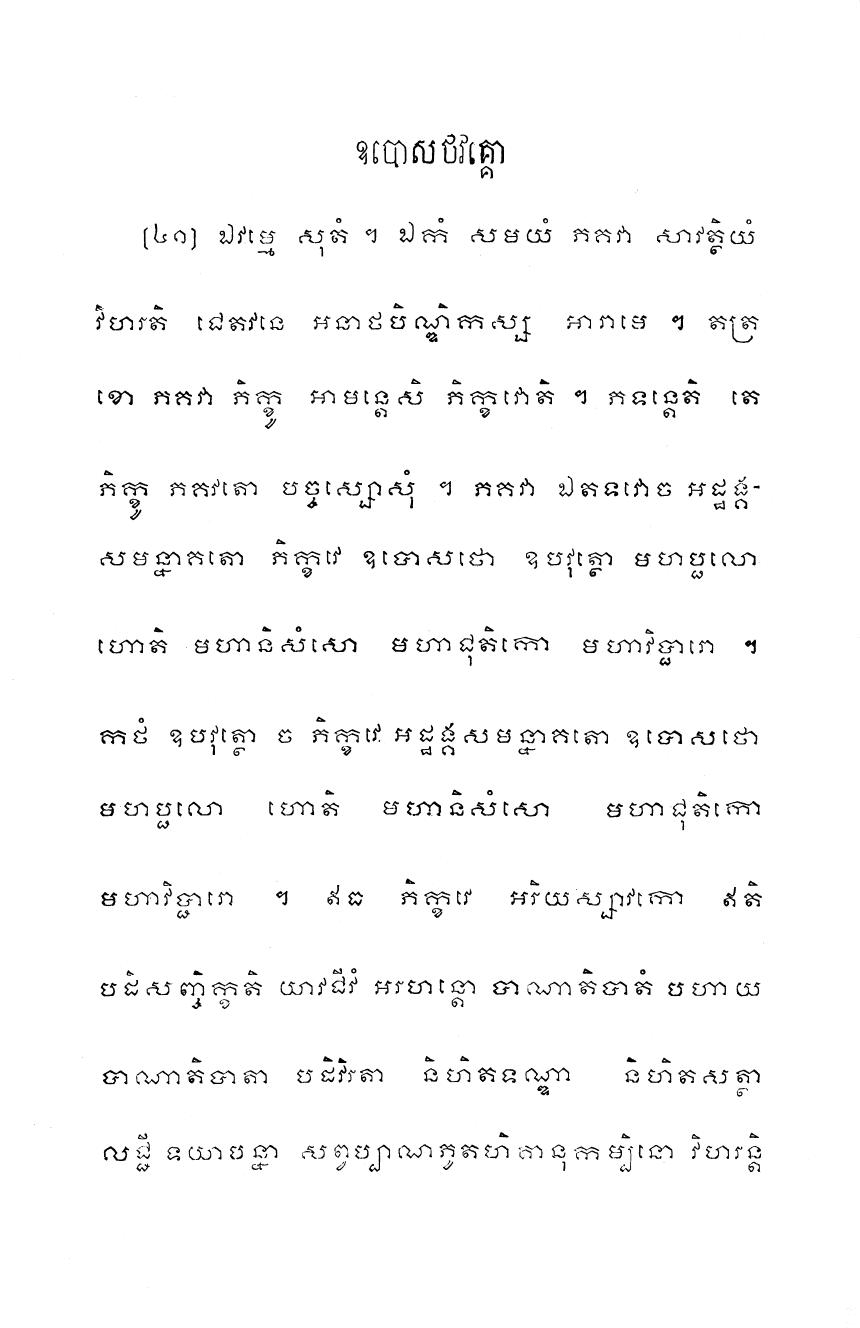 ឧបោសថវគ្គោ
(៤១) ឯវម្មេ សុតំ ។ ឯកំ សមយំ ភគវា សាវត្ថិយំ
វិហរតិ ជេតវនេ អនាថបិណ្ឌិកស្ស អារាមេ ។ តត្រ
ខោ ភគវា ភិក្ខូ អាមន្តេសិ ភិក្ខវោតិ ។ ភទន្តេតិ តេ
ភិក្ខូ ភគវតោ បច្ចស្សោសុំ ។ ភគវា ឯតទវោច អដ្ឋង្គ-
សមន្នាគតោ ភិក្ខវេ ឧបោសថោ ឧបវុត្ថោ មហប្ផលោ
ហោតិ មហានិសំសោ មហាជុតិកោ មហាវិប្ផារោ ។
កថំ ឧបវុត្ថោ ច ភិក្ខវេ អដ្ឋង្គសមន្នាគតោ ឧបោសថោ
មហប្ផលោ ហោតិ មហានិសំសោ មហាជុតិកោ
មហាវិប្ផារោ ។ ឥធ ភិក្ខវេ អរិយស្សាវកោ ឥតិ
បដិសញ្ចិក្ខតិ យាវជីវំ អរហន្តោ បាណាតិបាតំ បហាយ
បាណាតិបាតា បដិវិរតា និហិតទណ្ឌា និហិតសត្ថា
លជ្ជី ទយាបន្នា សព្វប្បាណភូតហិតានុកម្បិនោ វិហរន្តិ